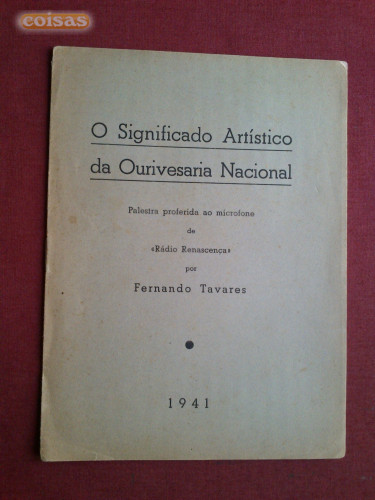 coisas
O Significado Artístico
da Ourivesaria Nacional
Palestra proferida ao microfone
de
«Rádio Renascença»
por
Fernando Tavares
1941